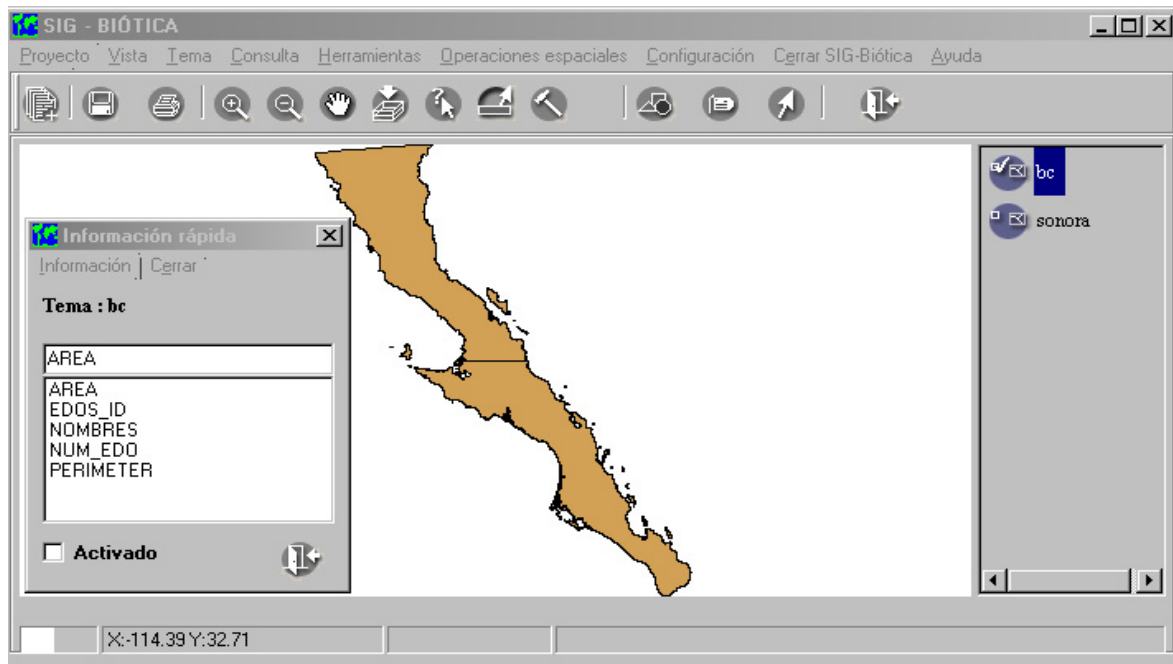 SIG - BIÓTICA
Proyecto Vista Tema Consulta Herramientas Operaciones espaciales Configuración Cerrar SIG-Biótica Ayuda
bc
sonora
Información rápida
Información Cerrar
Tema : bc
AREA
AREA
EDOS_ID
NOMBRES
NUM_EDO
PERIMETER
Activado
X:-114.39 Y:32.71